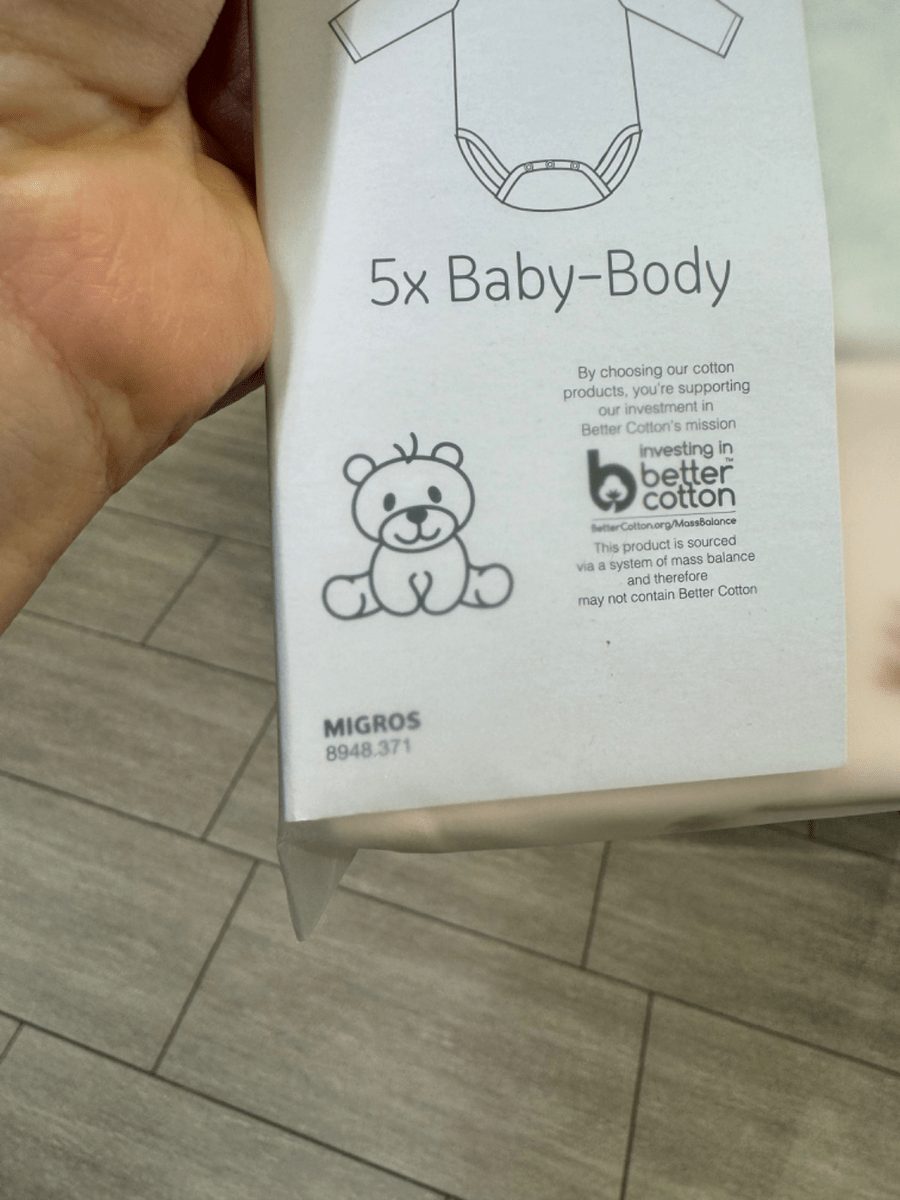 5x Baby-Body
By choosing our cotton
products, you're supporting
our investment in
Better Cotton's mission
investing in
better™
cotton
BetterCotton.org/MassBalance
This product is sourced
via a system of mass balance
and therefore
may not contain Better Cotton
MIGROS
8948.371